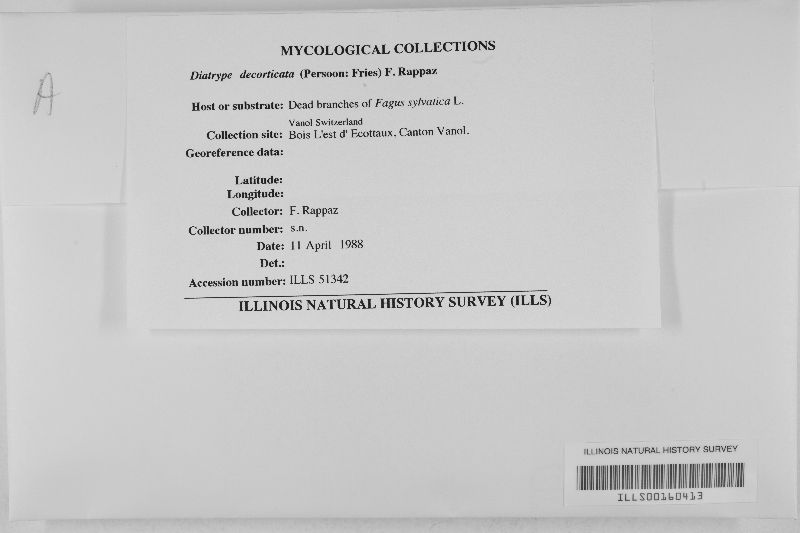 A
MYCOLOGICAL COLLECTIONS
Diatrype decorticata (Persoon: Fries) F. Rappaz
Host or substrate: Dead branches of Fagus sylvatica L.
Vanol Switzerland
Collection site: Bois L'est d' Ecottaux, Canton Vanol.
Georeference data:
Latitude:
Longitude:
Collector: F. Rappaz
Collector number: s.n.
Date: 11 April 1988
Det.:
Accession number: ILLS 51342
ILLINOIS NATURAL HISTORY SURVEY (ILLS)
ILLINOIS NATURAL HISTORY SURVEY
ILLS00160413